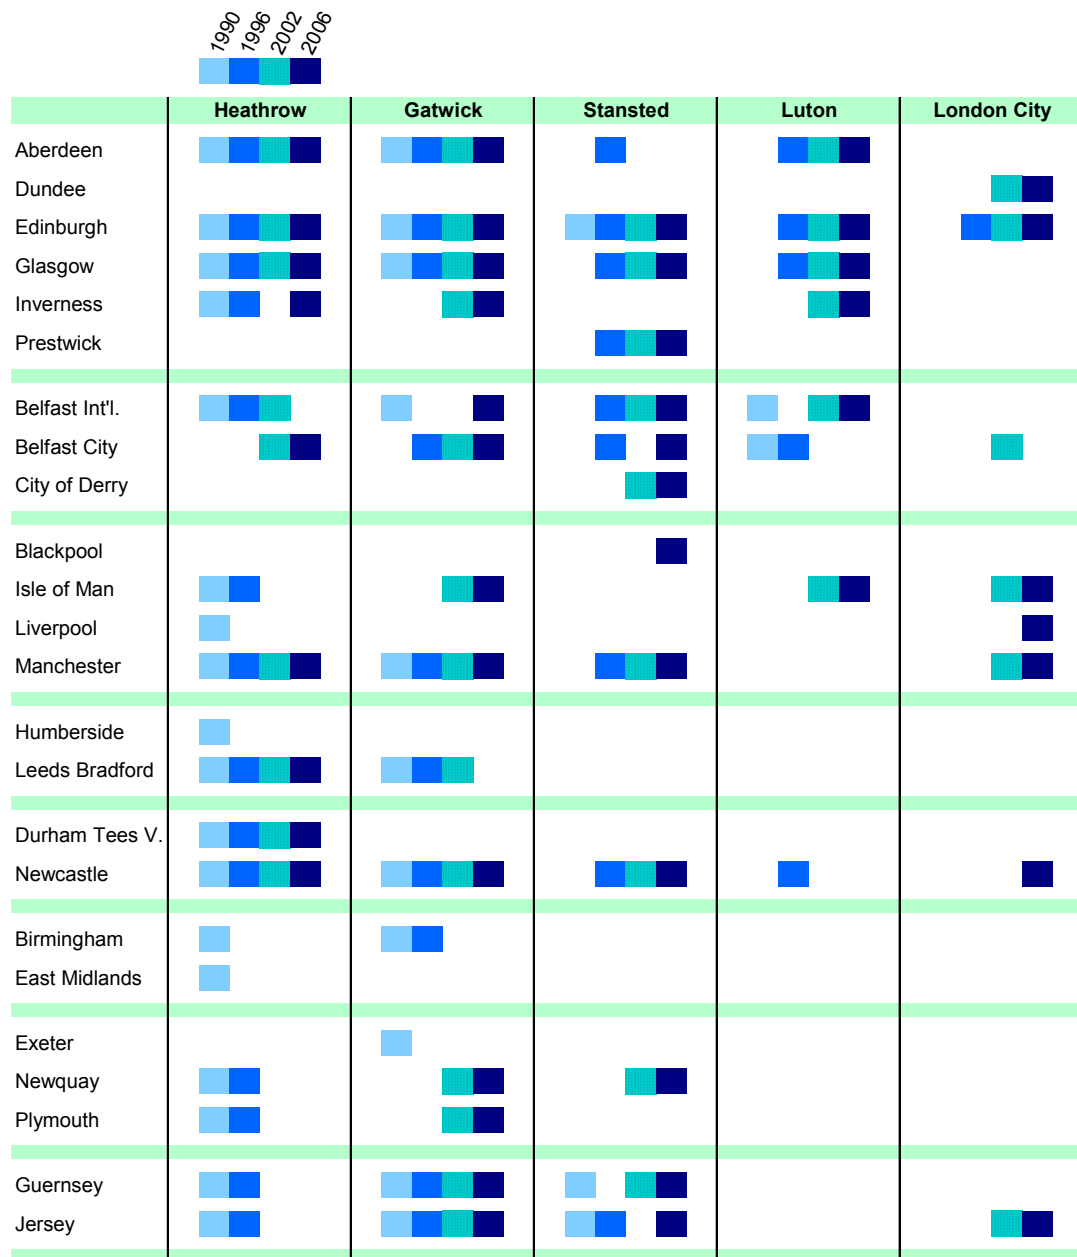 1990 1996 2002 2006
Heathrow Gatwick Stansted Luton London City
Aberdeen
Dundee
Edinburgh
Glasgow
Inverness
Prestwick
Belfast Int'l.
Belfast City
City of Derry
Blackpool
Isle of Man
Liverpool
Manchester
Humberside
Leeds Bradford
Durham Tees V.
Newcastle
Birmingham
East Midlands
Exeter
Newquay
Plymouth
Guernsey
Jersey